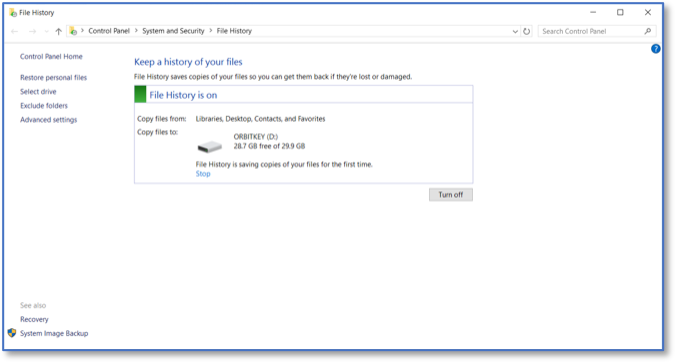 File History
Control Panel > System and Security > File History
Search Control Panel
Control Panel Home
Restore personal files
Select drive
Exclude folders
Advanced settings
Keep a history of your files
File History saves copies of your files so you can get them back if they're lost or damaged.
File History is on
Copy files from: Libraries, Desktop, Contacts, and Favorites
Copy files to:
ORBITKEY (D:)
28.7 GB free of 29.9 GB
File History is saving copies of your files for the first time.
Stop
Turn off
See also
Recovery
System Image Backup
?